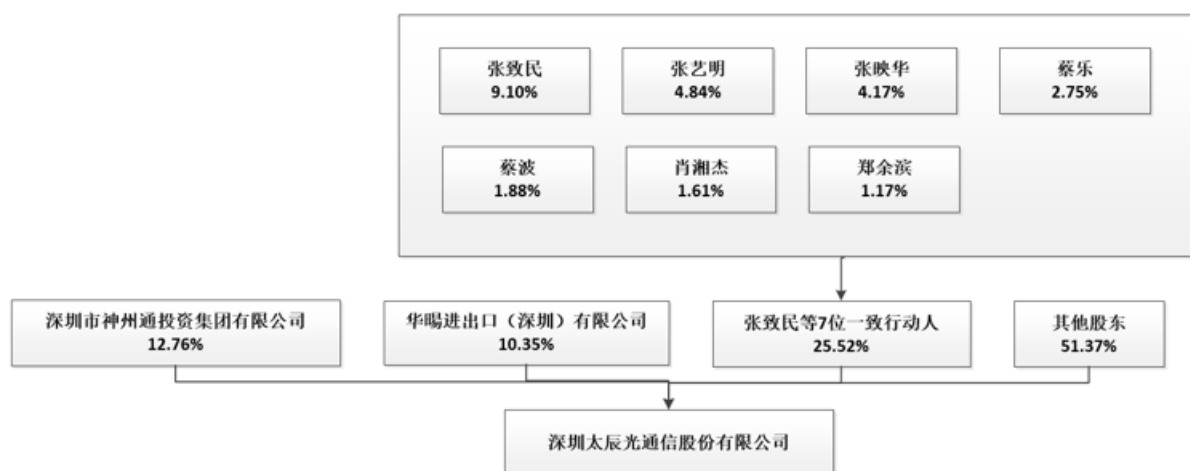 张致民
9.10%
张艺明
4.84%
张映华
4.17%
蔡乐
2.75%
蔡波
1.88%
肖湘杰
1.61%
郑余滨
1.17%
深圳市神州通投资集团有限公司
12.76%
华暘进出口（深圳）有限公司
10.35%
张致民等7位一致行动人
25.52%
其他股东
51.37%
深圳太辰光通信股份有限公司